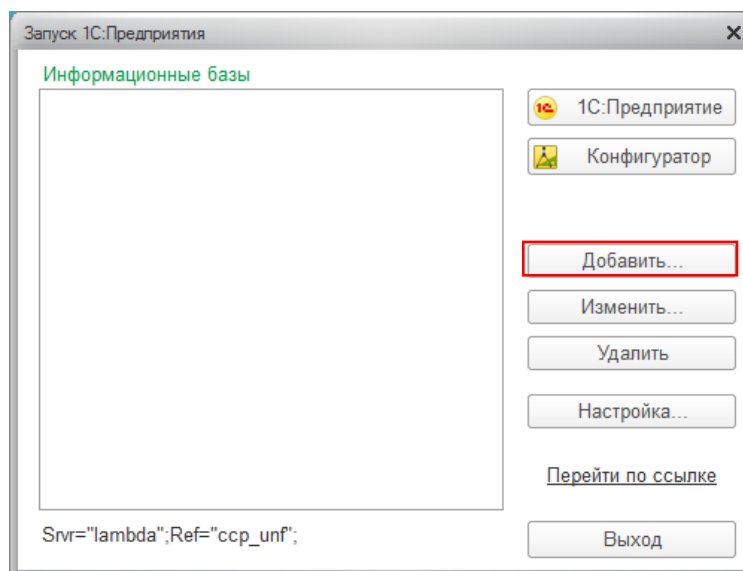 Запуск 1С:Предприятия
Информационные базы
1С:Предприятие
Конфигуратор
Добавить...
Изменить...
Удалить
Настройка...
Перейти по ссылке
Srvr="lambda";Ref="ccp_unf";
Выход